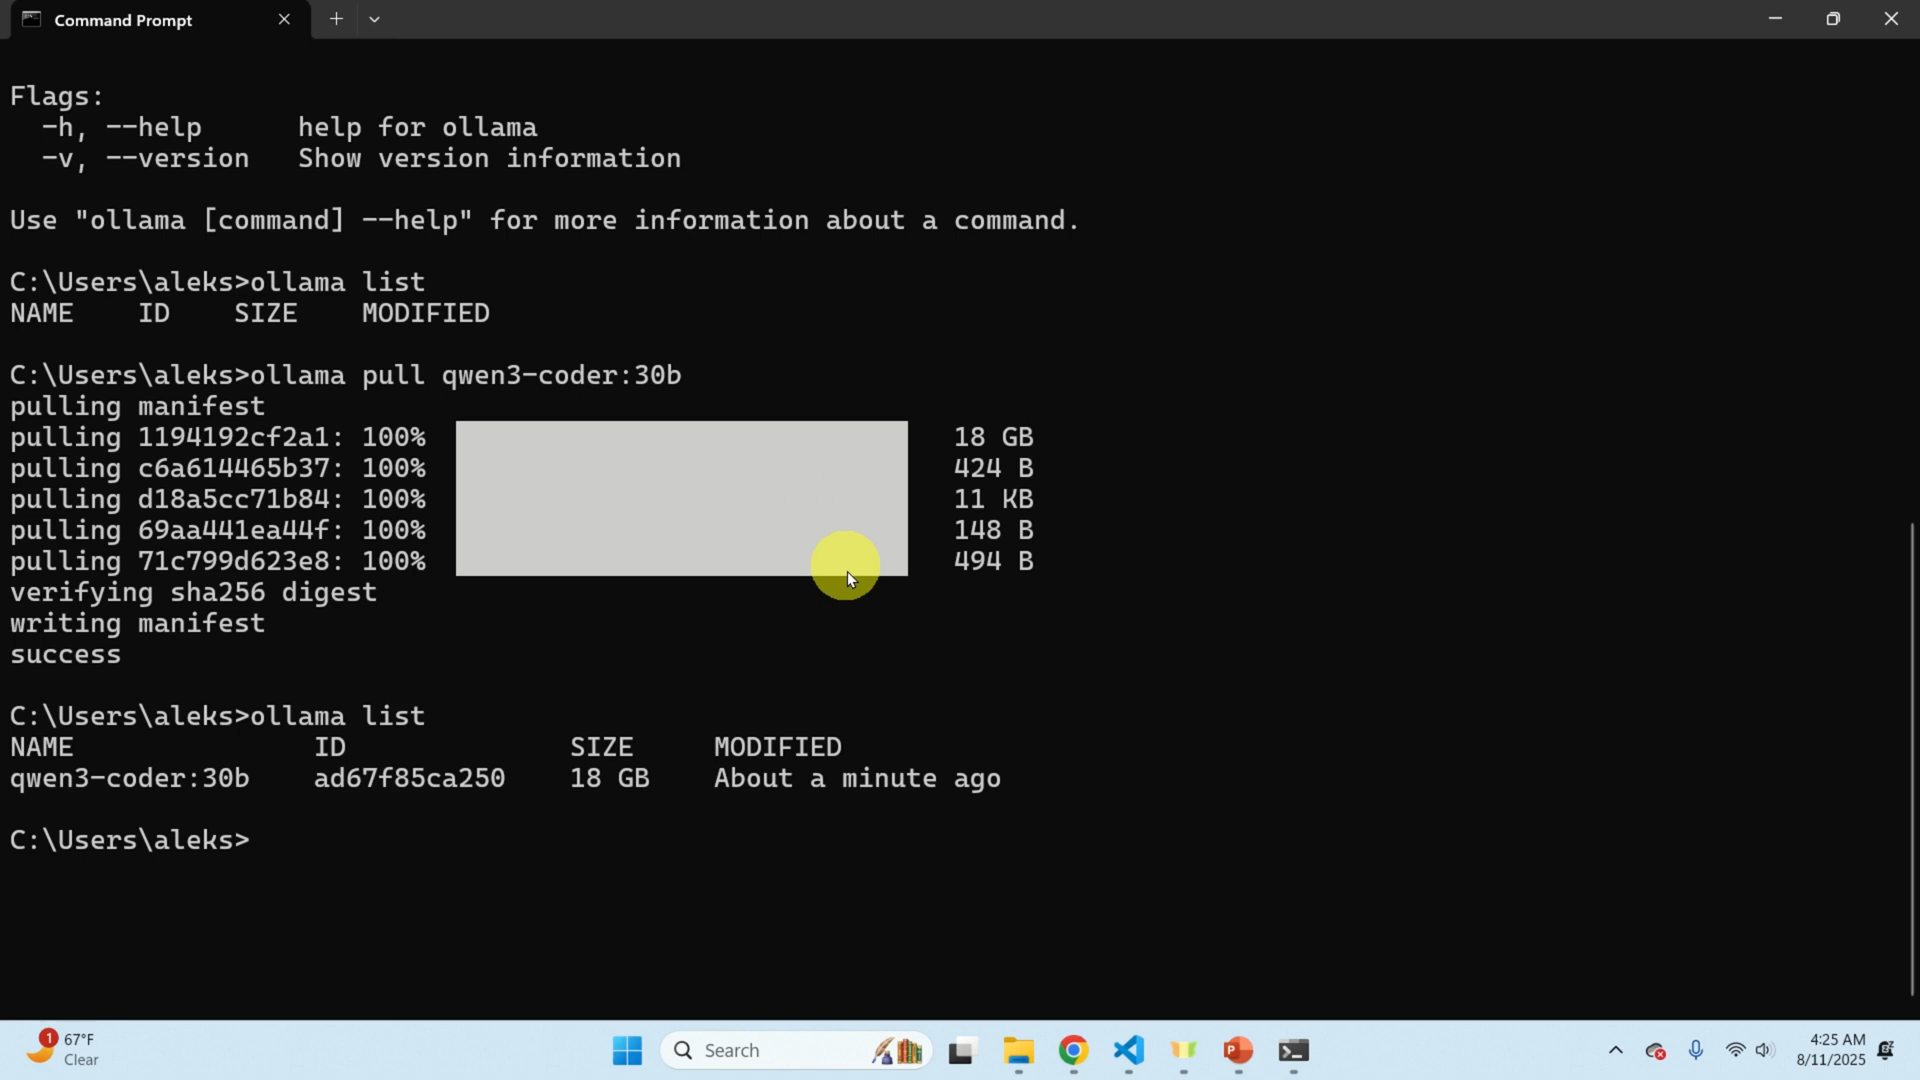 Command Prompt
Flags:
-h, --help help for ollama
-v, --version Show version information
Use "ollama [command] --help" for more information about a command.
C:\Users\aleks>ollama list
NAME ID SIZE MODIFIED
C:\Users\aleks>ollama pull qwen3-coder:30b
pulling manifest
pulling 1194192cf2a1: 100% 18 GB
pulling c6a614465b37: 100% 424 B
pulling d18a5cc71b84: 100% 11 KB
pulling 69aa441ea44f: 100% 148 B
pulling 71c799d623e8: 100% 494 B
verifying sha256 digest
writing manifest
success
C:\Users\aleks>ollama list
NAME ID SIZE MODIFIED
qwen3-coder:30b ad67f85ca250 18 GB About a minute ago
C:\Users\aleks>
1 67°F
Clear
Search
4:25 AM
8/11/2025